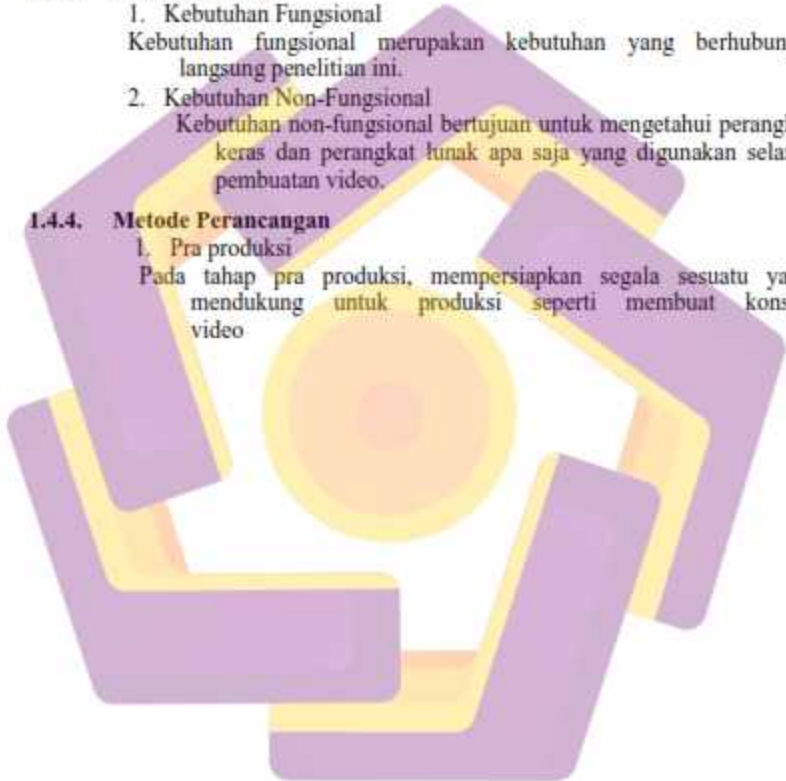 1. Kebutuhan Fungsional
Kebutuhan fungsional merupakan kebutuhan yang berhubun
langsung penelitian ini.
2. Kebutuhan Non-Fungsional
Kebutuhan non-fungsional bertujuan untuk mengetahui perang
keras dan perangkat lunak apa saja yang digunakan sela
pembuatan video.
1.4.4. Metode Perancangan
1. Pra produksi
Pada tahap pra produksi, mempersiapkan segala sesuatu ya
mendukung untuk produksi seperti membuat kons
video